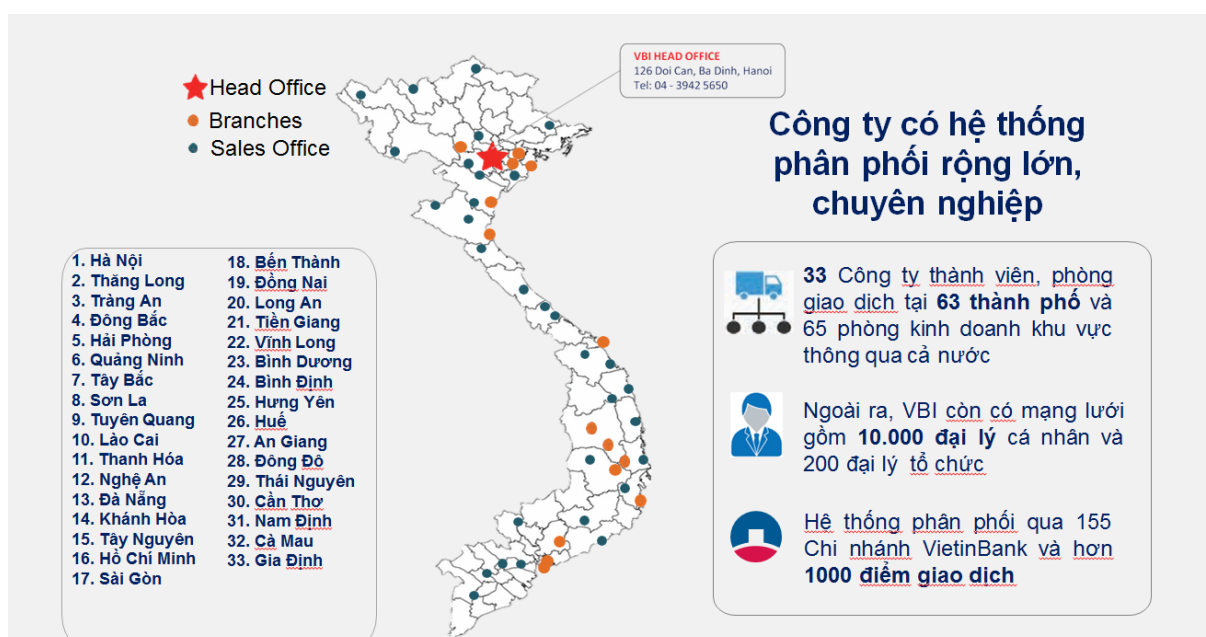 VBI HEAD OFFICE
126 Doi Can, Ba Dinh, Hanoi
Tel: 04 - 3942 5650
Head Office
Branches
Sales Office
Công ty có hệ thống
phân phối rộng lớn,
chuyên nghiệp
1. Hà Nội
2. Thăng Long
3. Tràng An
4. Đông Bắc
5. Hải Phòng
6. Quảng Ninh
7. Tây Bắc
8. Sơn La
9. Tuyên Quang
10. Lào Cai
11. Thanh Hóa
12. Nghệ An
13. Đà Nẵng
14. Khánh Hòa
15. Tây Nguyên
16. Hồ Chí Minh
17. Sài Gòn
18. Bến Thành
19. Đồng Nai
20. Long An
21. Tiền Giang
22. Vĩnh Long
23. Bình Dương
24. Bình Định
25. Hưng Yên
26. Huế
27. An Giang
28. Đông Đô
29. Thái Nguyên
30. Cần Thơ
31. Nam Định
32. Cà Mau
33. Gia Định
33 Công ty thành viên, phòng
giao dịch tại 63 thành phố và
65 phòng kinh doanh khu vực
thông qua cả nước
Ngoài ra, VBI còn có mạng lưới
gồm 10.000 đại lý cá nhân và
200 đại lý tổ chức
Hệ thống phân phối qua 155
Chi nhánh VietinBank và hơn
1000 điểm giao dịch